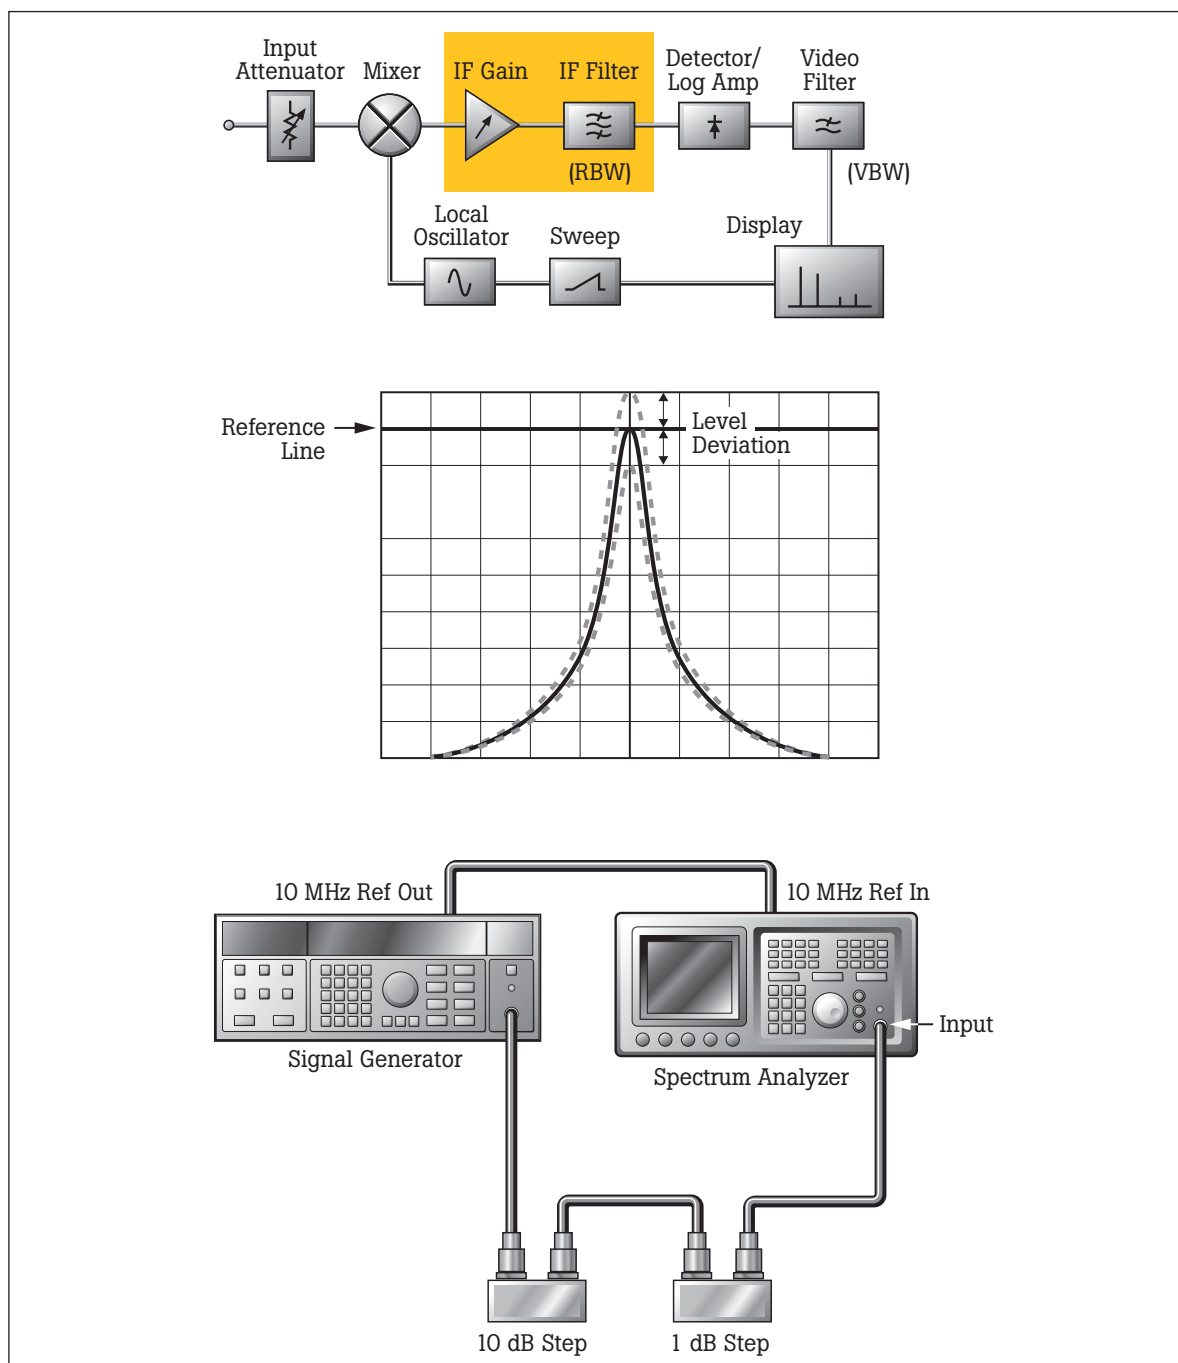 Input
Attenuator
Mixer
IF Gain
IF Filter
Detector/
Log Amp
Video
Filter
(RBW)
(VBW)
Local
Oscillator
Sweep
Display
Reference
Line
Level
Deviation
10 MHz Ref Out
10 MHz Ref In
Input
Signal Generator
Spectrum Analyzer
10 dB Step
1 dB Step